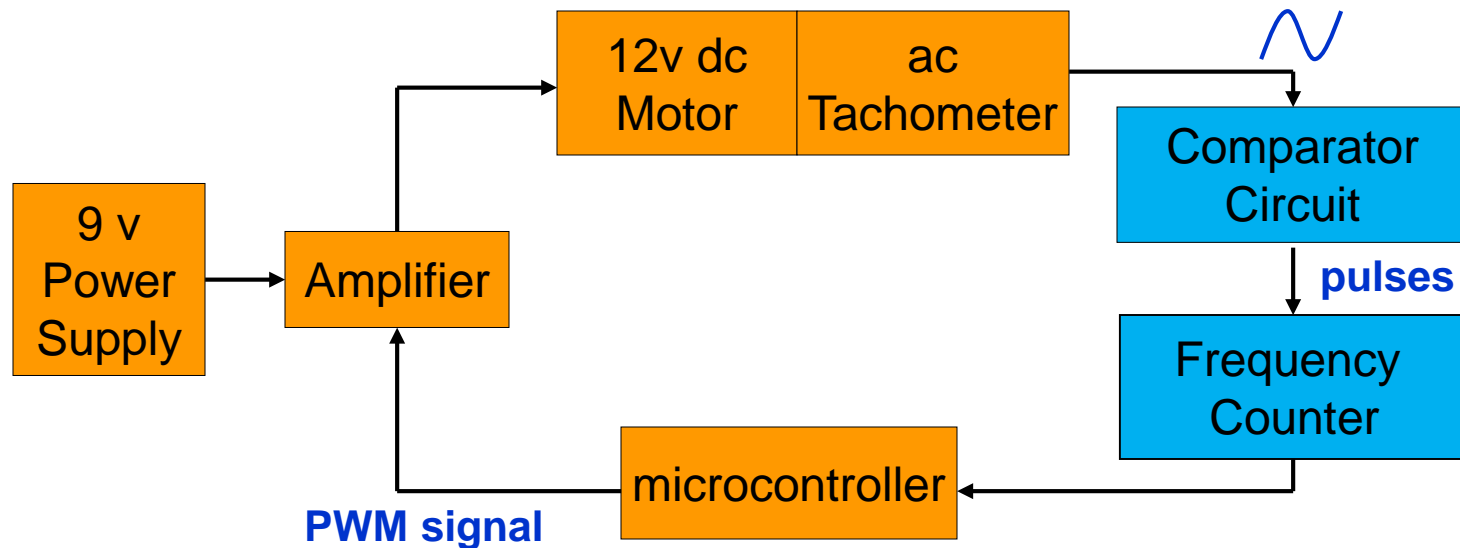 12v dc
Motor
ac
Tachometer
Comparator
Circuit
9 v
Power
Supply
Amplifier
pulses
Frequency
Counter
microcontroller
PWM signal